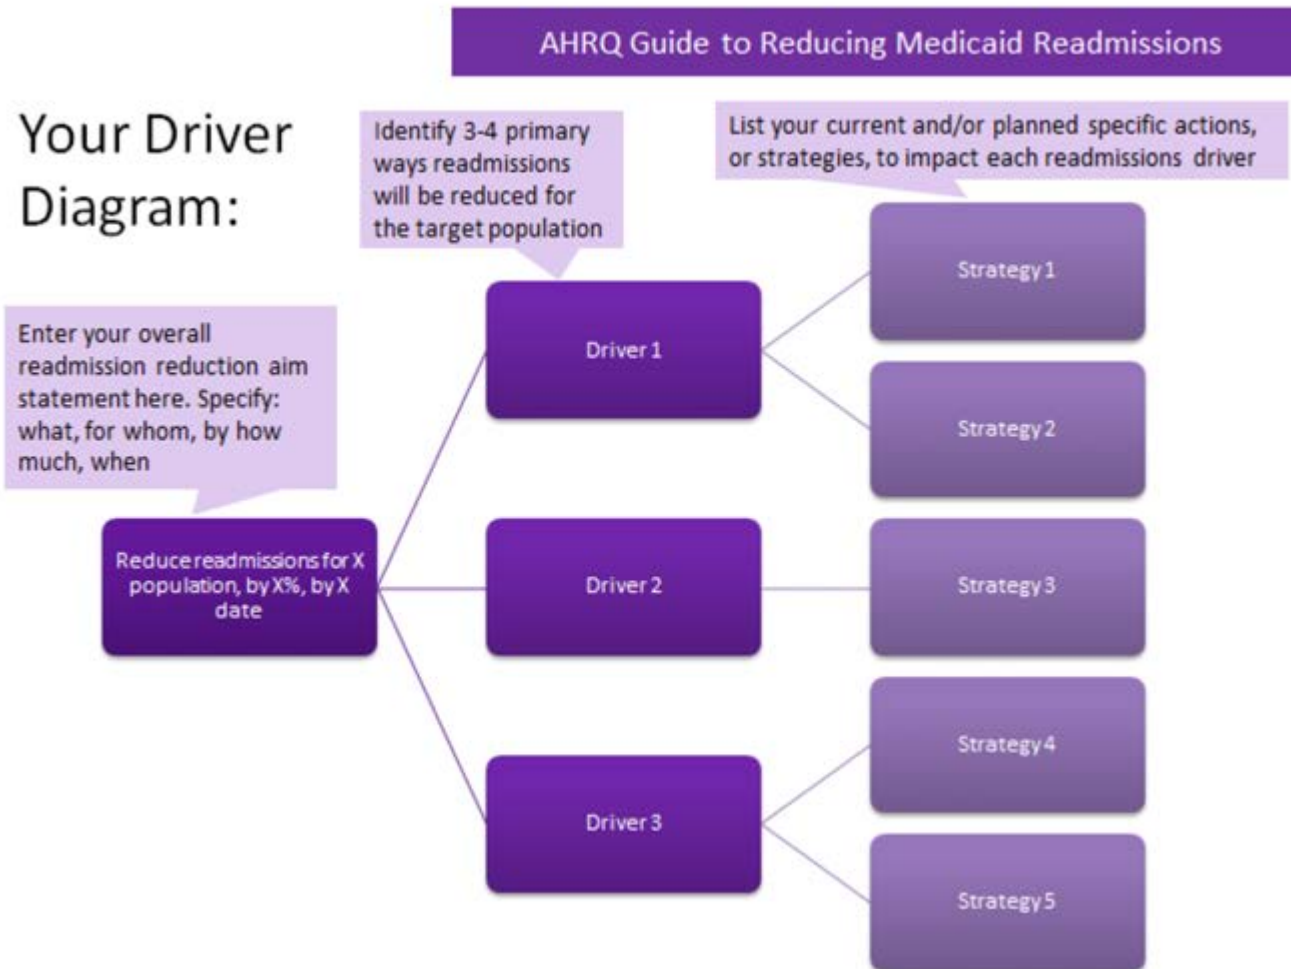 AHRQ Guide to Reducing Medicaid Readmissions
Your Driver
Diagram:
Identify 3-4 primary
ways readmissions
will be reduced for
the target population
List your current and/or planned specific actions,
or strategies, to impact each readmissions driver
Enter your overall
readmission reduction aim
statement here. Specify:
what, for whom, by how
much, when
Reduce readmissions for X
population, by X%, by X
date
Driver 1
Driver 2
Driver 3
Strategy 1
Strategy 2
Strategy 3
Strategy 4
Strategy 5